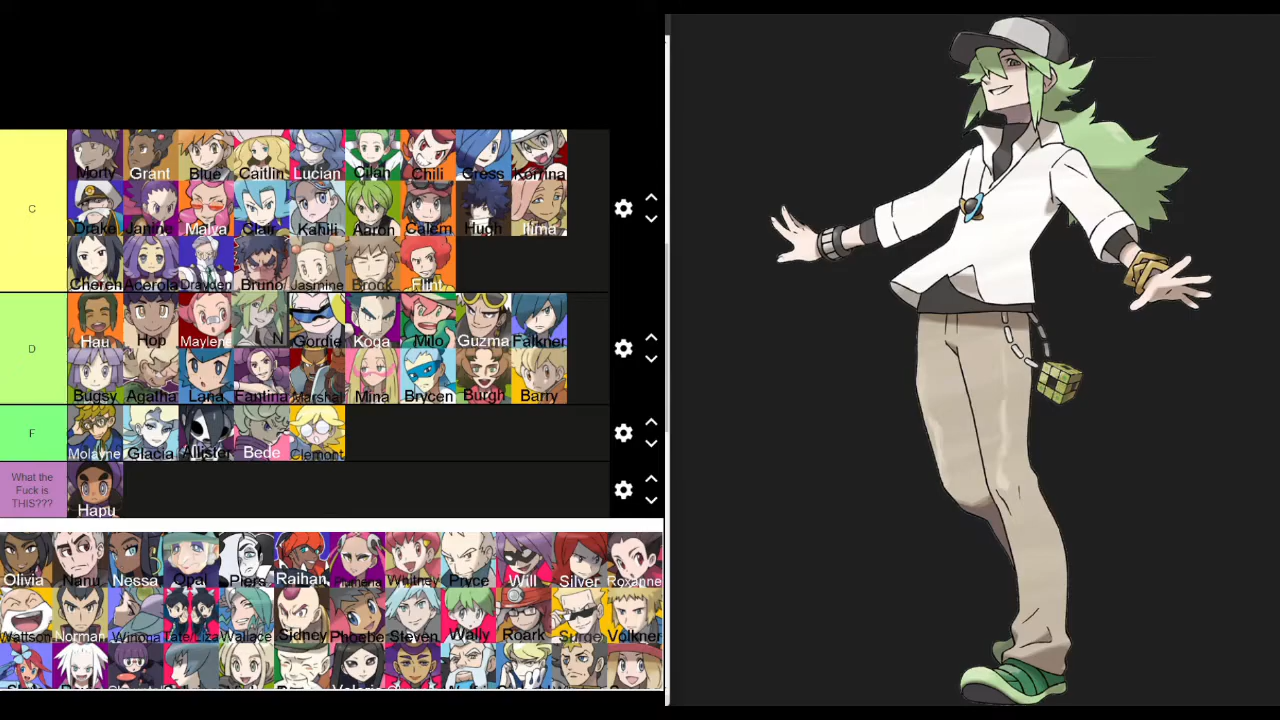 C
Morty Grant Blue Caitlin Lucian Cilan Chili Cress Korrina
Drake Janine Malva Clair Kahili Aaron Calem Hugh Ilima
Cheren Acerola Drayden Bruno Jasmine Brock Flint
D
Hau Hop Maylene N Gordie Koga Milo Guzma Falkner
Bugsy Agatha Lana Fantina Marshal Mina Brycen Burgh Barry
F
Molayne Glacia Allister Bede Clemont
What the
Fuck is
THIS???
Hapu
Olivia Nanu Nessa Opal Piers Raihan Plumeria Whitney Pryce Will Silver Roxanne
Wattson Norman Winona Tate/Liza Wallace Sidney Phoebe Steven Wally Roark Surge Volkner